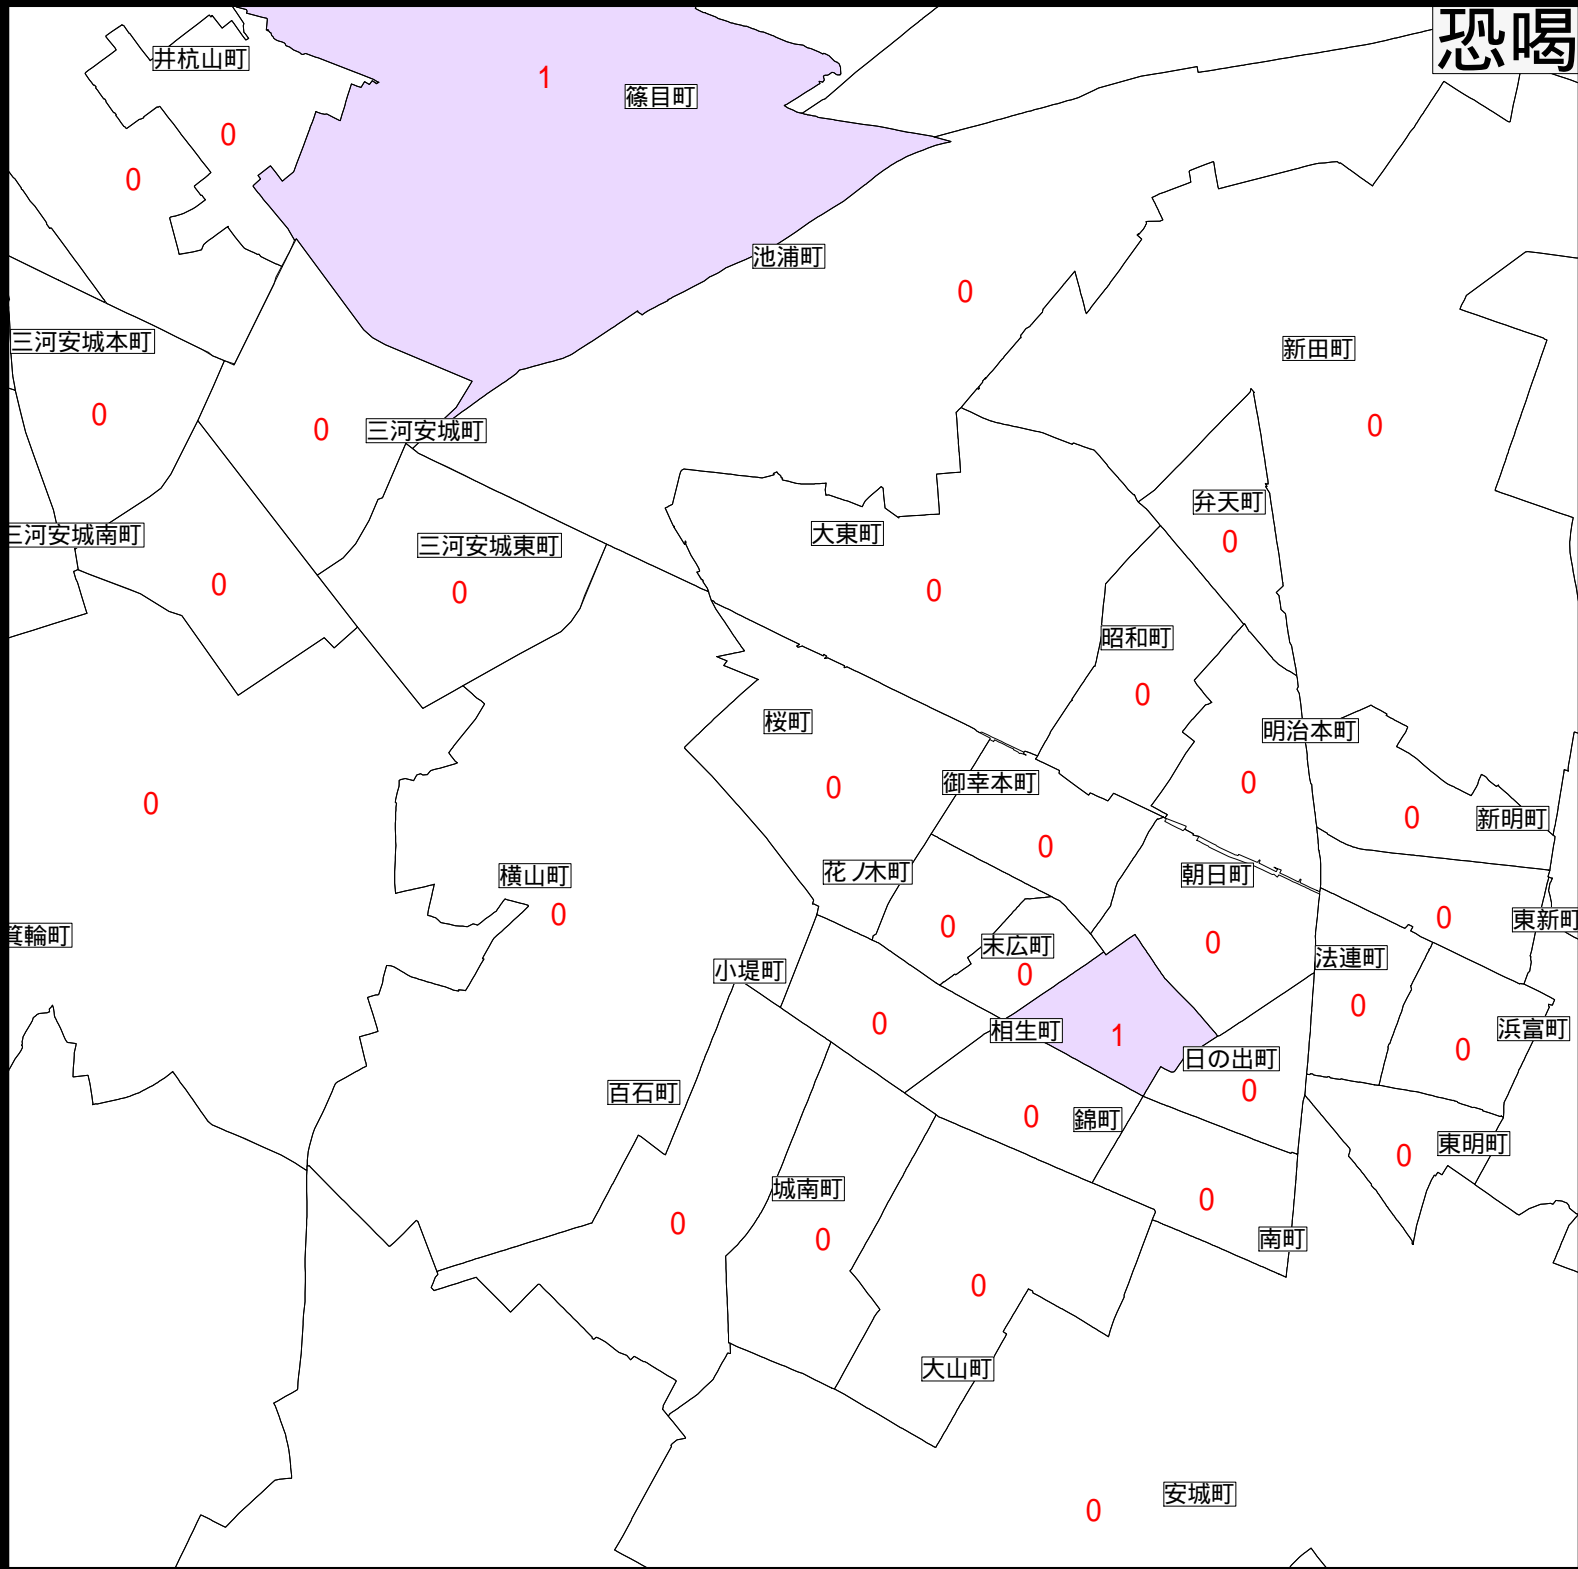 恐喝
井杭山町
1
篠目町
0
0
池浦町
0
三河安城本町
新田町
0
0
三河安城町
0
弁天町
三河安城南町
大東町
0
三河安城東町
0
0
0
昭和町
0
桜町
明治本町
御幸本町
0
0
0
新明町
0
0
横山町
花ノ木町
朝日町
0
0
箕輪町
0
末広町
0
0
東新町
法連町
小堤町
0
0
0
相生町
1
浜富町
0
日の出町
百石町
0
0
錦町
東明町
0
城南町
0
0
0
南町
0
大山町
安城町
0